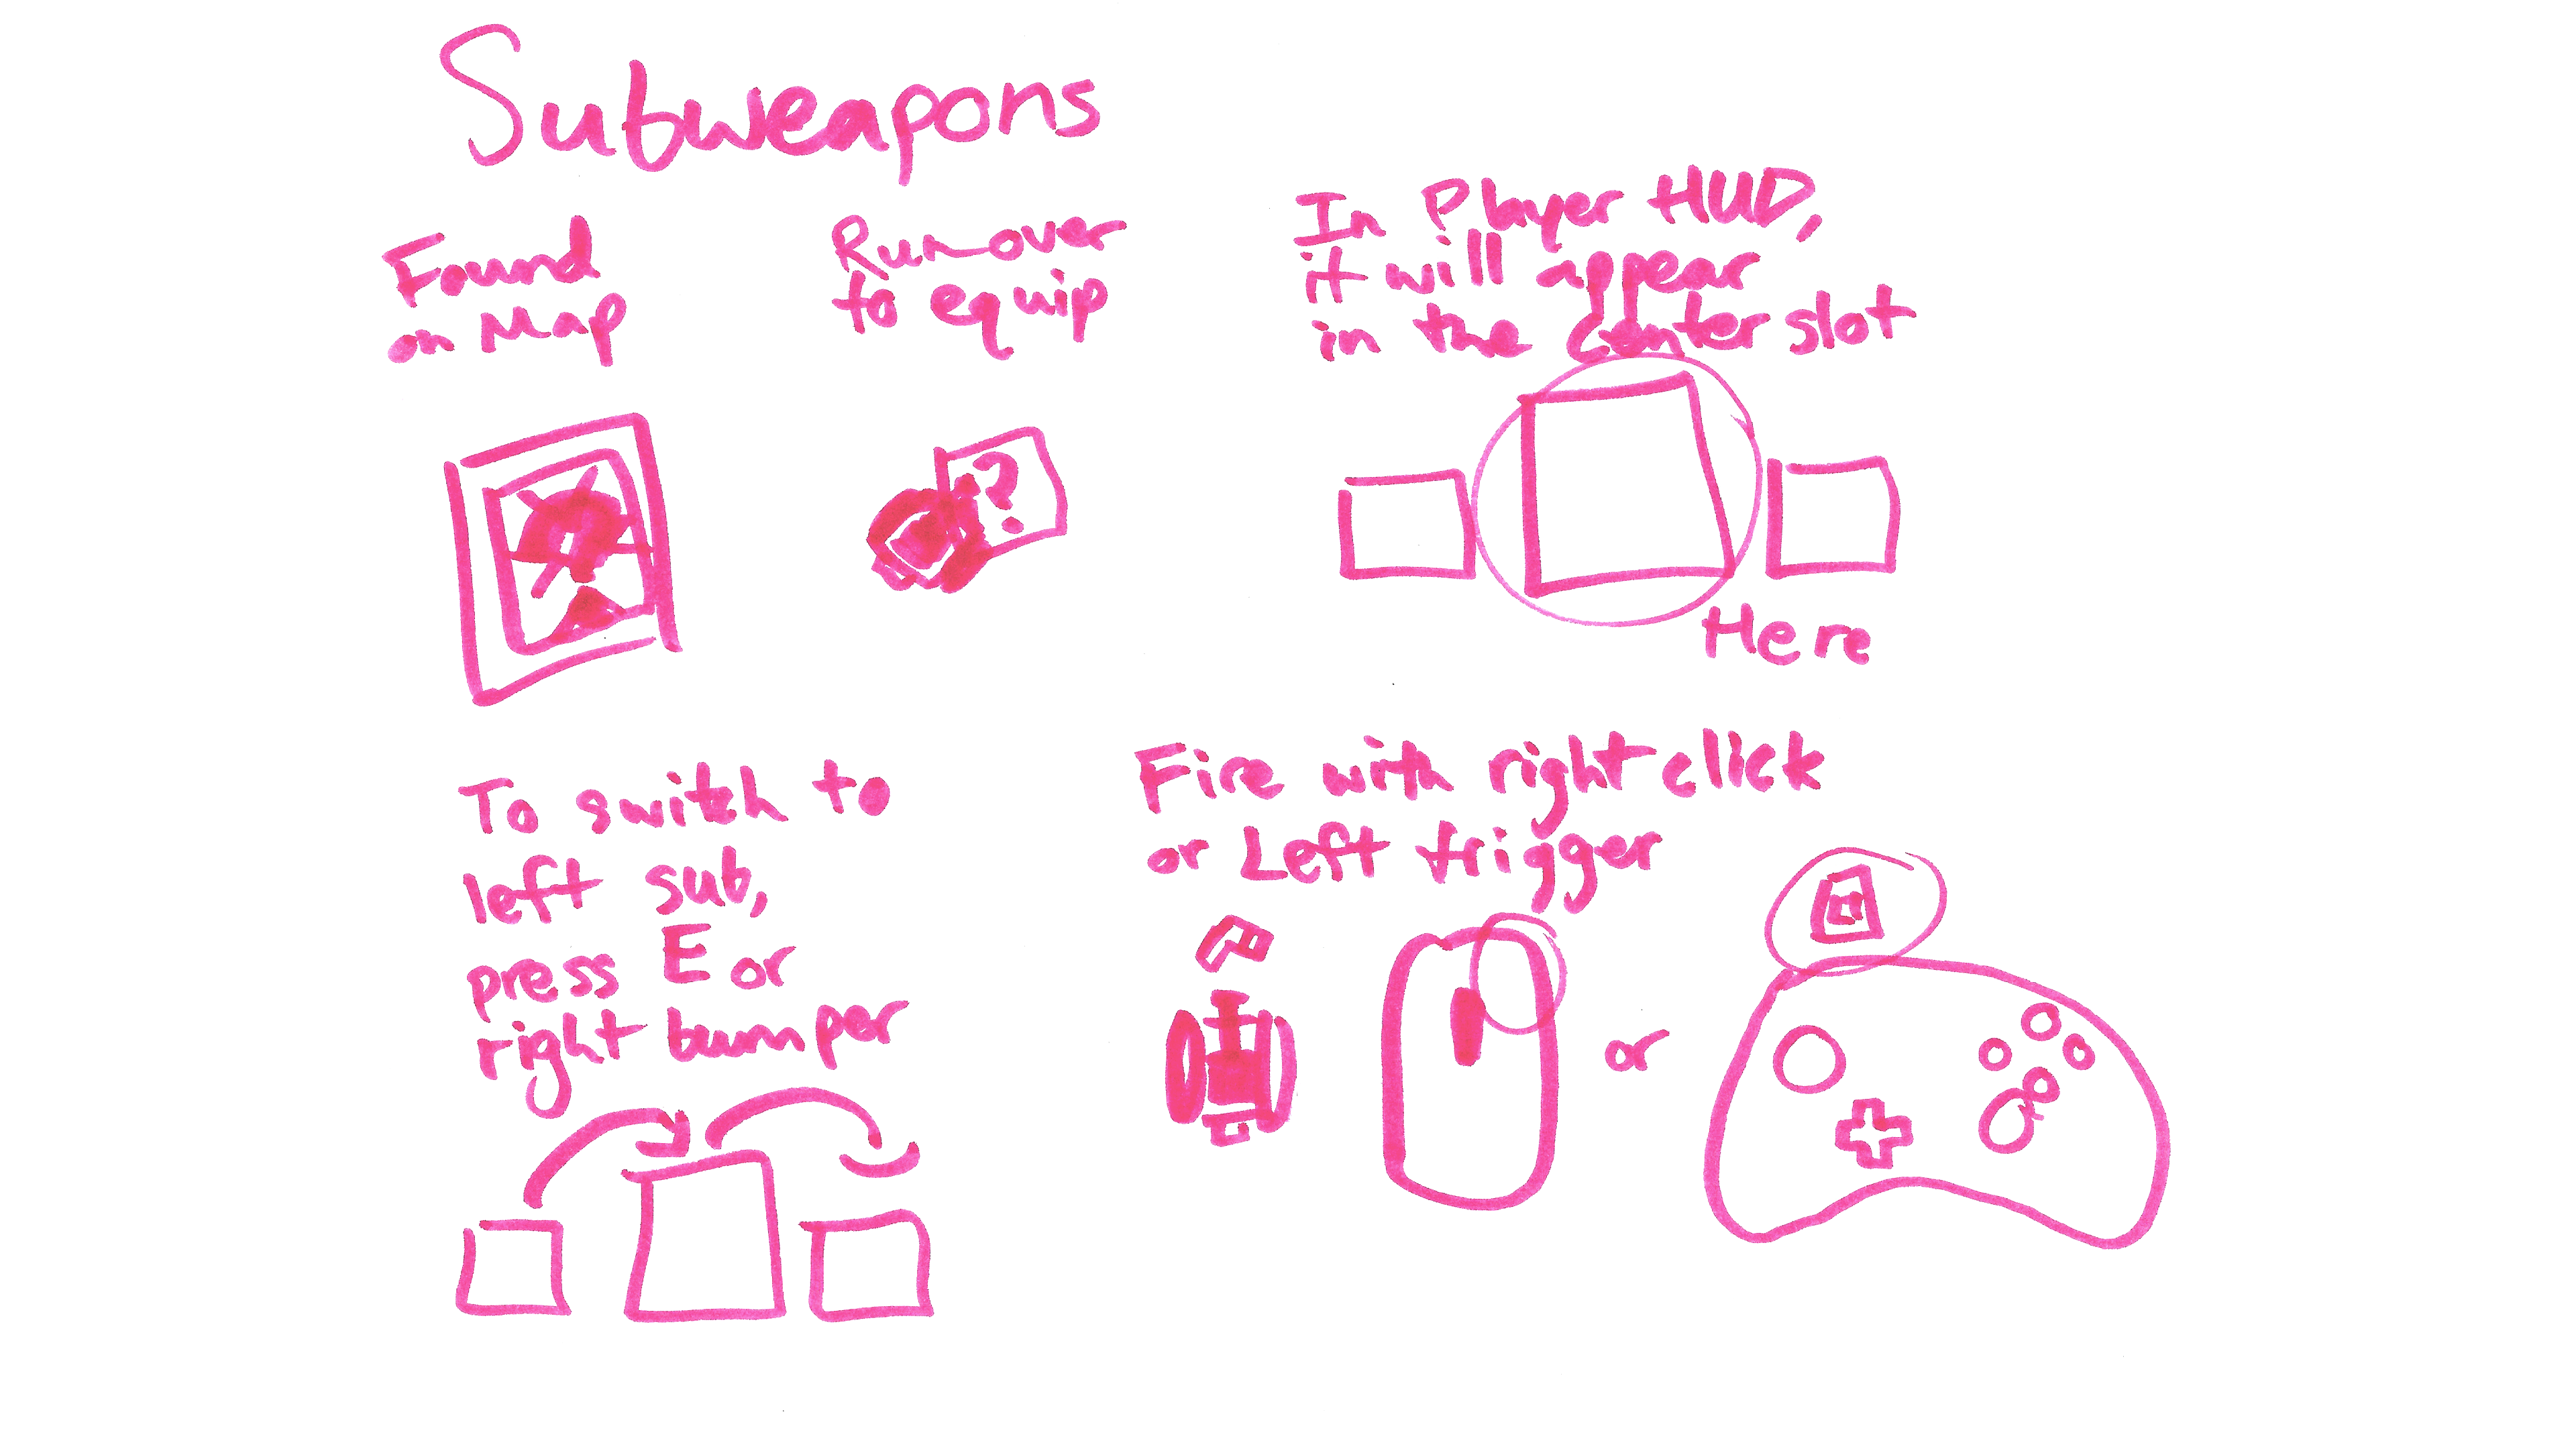 Subweapons
Found
on Map
Run over
to equip
?
In Player HUD,
it will appear
in the center slot
Here
To switch to
left sub,
press E or
right bumper
Fire with right click
or Left trigger
or